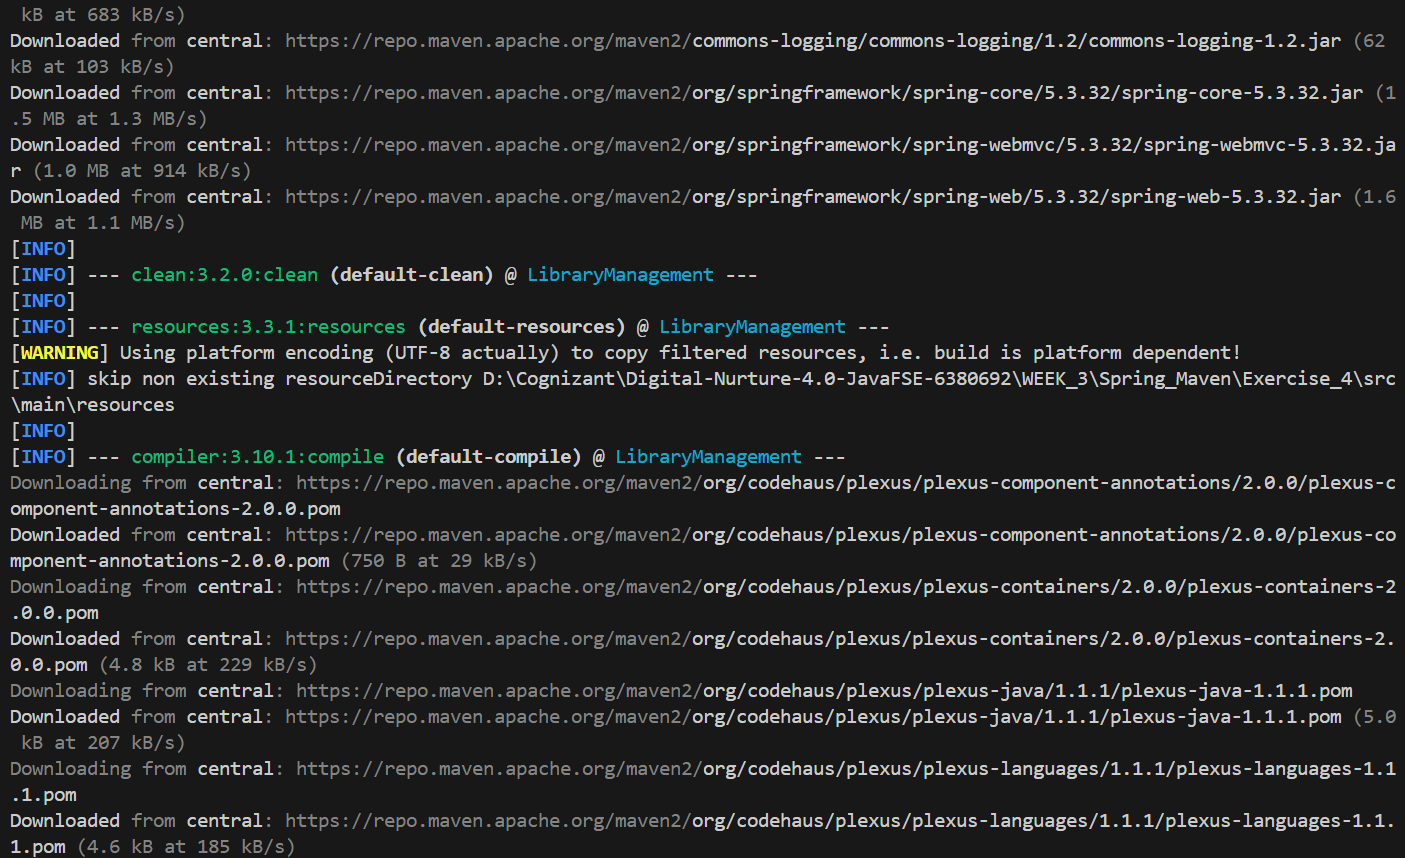 kB at 683 kB/s)
Downloaded from central: https://repo.maven.apache.org/maven2/commons-logging/commons-logging/1.2/commons-logging-1.2.jar (62
kB at 103 kB/s)
Downloaded from central: https://repo.maven.apache.org/maven2/org/springframework/spring-core/5.3.32/spring-core-5.3.32.jar (1
.5 MB at 1.3 MB/s)
Downloaded from central: https://repo.maven.apache.org/maven2/org/springframework/spring-webmvc/5.3.32/spring-webmvc-5.3.32.ja
r (1.0 MB at 914 kB/s)
Downloaded from central: https://repo.maven.apache.org/maven2/org/springframework/spring-web/5.3.32/spring-web-5.3.32.jar (1.6
MB at 1.1 MB/s)
[INFO]
[INFO] --- clean:3.2.0:clean (default-clean) @ LibraryManagement ---
[INFO]
[INFO] --- resources:3.3.1:resources (default-resources) @ LibraryManagement ---
[WARNING] Using platform encoding (UTF-8 actually) to copy filtered resources, i.e. build is platform dependent!
[INFO] skip non existing resourceDirectory D:\Cognizant\Digital-Nurture-4.0-JavaFSE-6380692\WEEK_3\Spring_Maven\Exercise_4\src
\main\resources
[INFO]
[INFO] --- compiler:3.10.1:compile (default-compile) @ LibraryManagement ---
Downloading from central: https://repo.maven.apache.org/maven2/org/codehaus/plexus/plexus-component-annotations/2.0.0/plexus-c
omponent-annotations-2.0.0.pom
Downloaded from central: https://repo.maven.apache.org/maven2/org/codehaus/plexus/plexus-component-annotations/2.0.0/plexus-co
mponent-annotations-2.0.0.pom (750 B at 29 kB/s)
Downloading from central: https://repo.maven.apache.org/maven2/org/codehaus/plexus/plexus-containers/2.0.0/plexus-containers-2
.0.0.pom
Downloaded from central: https://repo.maven.apache.org/maven2/org/codehaus/plexus/plexus-containers/2.0.0/plexus-containers-2.
0.0.pom (4.8 kB at 229 kB/s)
Downloading from central: https://repo.maven.apache.org/maven2/org/codehaus/plexus/plexus-java/1.1.1/plexus-java-1.1.1.pom
Downloaded from central: https://repo.maven.apache.org/maven2/org/codehaus/plexus/plexus-java/1.1.1/plexus-java-1.1.1.pom (5.0
kB at 207 kB/s)
Downloading from central: https://repo.maven.apache.org/maven2/org/codehaus/plexus/plexus-languages/1.1.1/plexus-languages-1.1
.1.pom
Downloaded from central: https://repo.maven.apache.org/maven2/org/codehaus/plexus/plexus-languages/1.1.1/plexus-languages-1.1.
1.pom (4.6 kB at 185 kB/s)